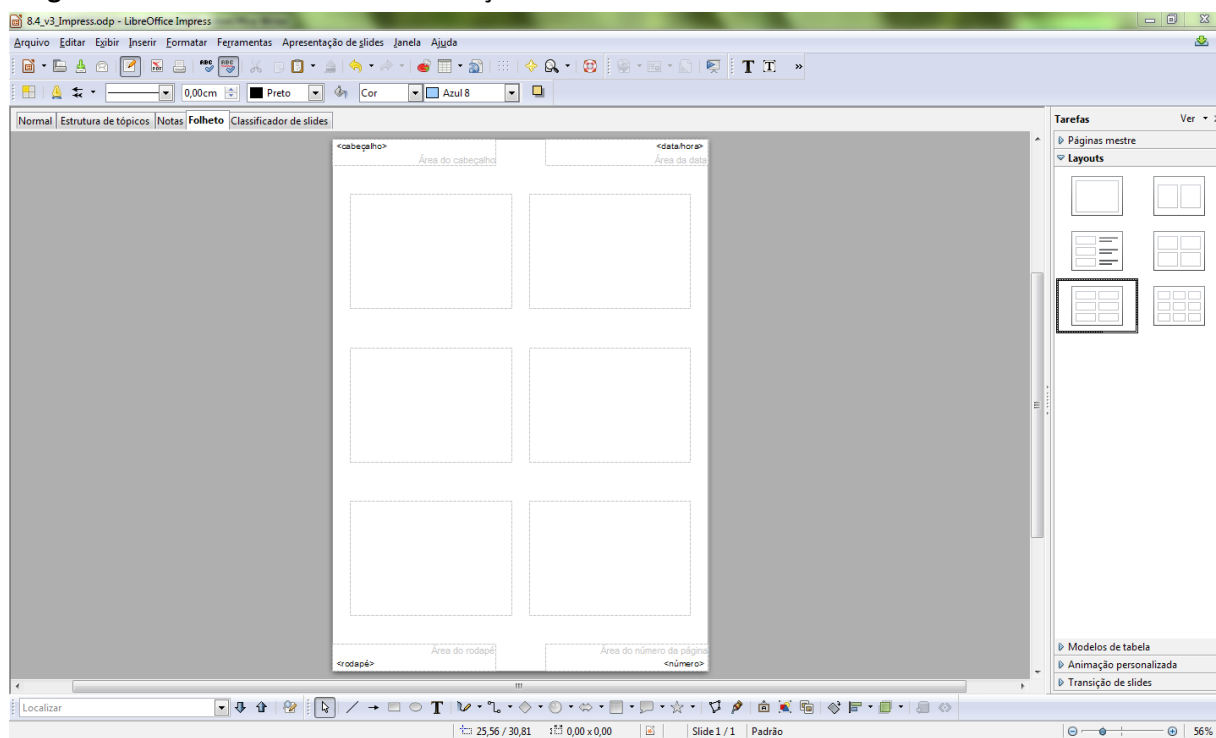 8.4_v3_Impress.odp - LibreOffice Impress
Arquivo Editar Exibir Inserir Formatar Ferramentas Apresentação de slides Janela Ajuda
0,00cm Preto Cor Azul 8
Normal Estrutura de tópicos Notas Folheto Classificador de slides
Tarefas Ver
<cabeçalho> <data/hora>
Área do cabeçalho Área da data
Páginas mestre
Layouts
Área do rodapé Área do número da página
<rodapé> <número>
Modelos de tabela
Animação personalizada
Transição de slides
Localizar
25,56 / 30,81 0,00 x 0,00 Slide 1 / 1 Padrão 56%